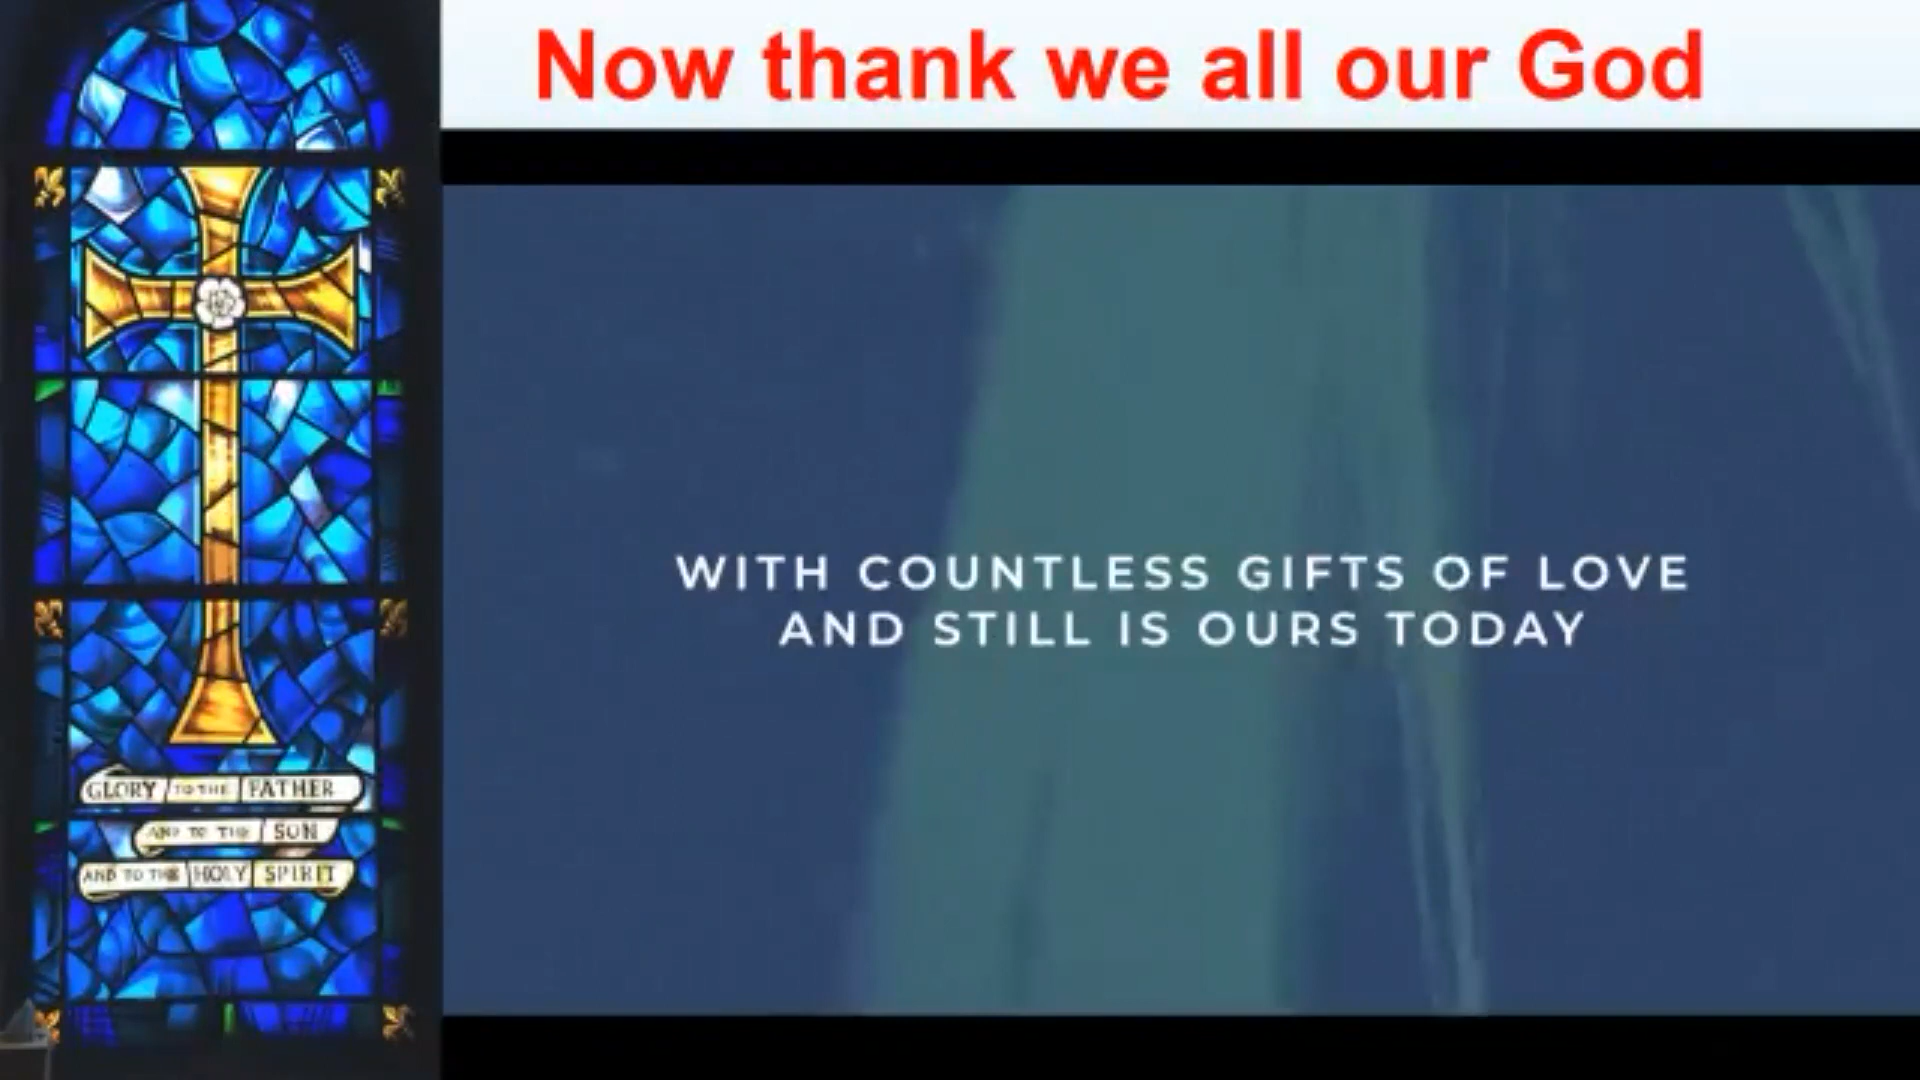 Now thank we all our God
WITH COUNTLESS GIFTS OF LOVE
AND STILL IS OURS TODAY
GLORY TO THE FATHER
AND TO THE SON
AND TO THE HOLY SPIRIT